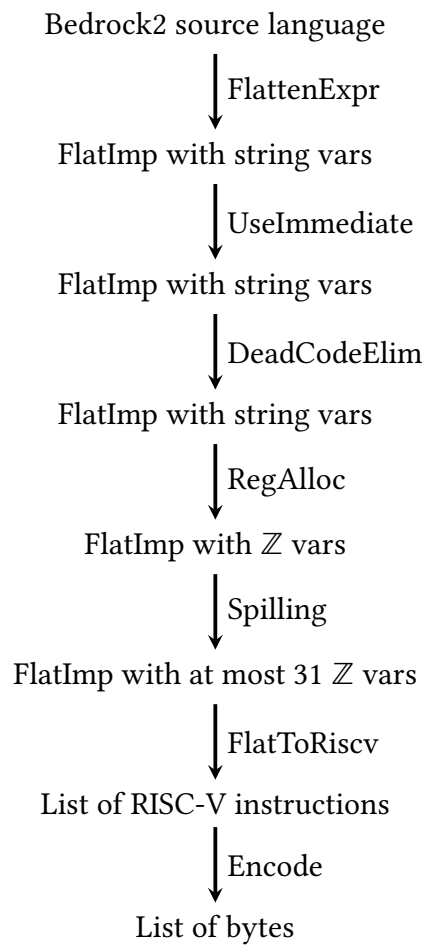 Bedrock2 source language
FlattenExpr
FlatImp with string vars
UseImmediate
FlatImp with string vars
DeadCodeElim
FlatImp with string vars
RegAlloc
FlatImp with ℤ vars
Spilling
FlatImp with at most 31 ℤ vars
FlatToRiscv
List of RISC-V instructions
Encode
List of bytes